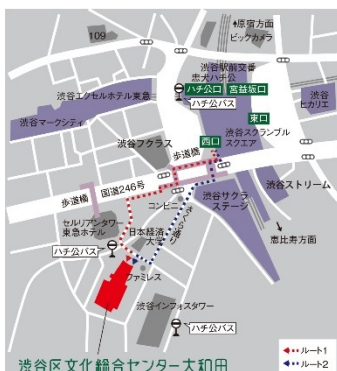 原宿方面
ビックカメラ
109
渋谷駅前交番
忠犬ハチ公
ハチ公口
宮益坂口
ハチ公バス
渋谷エクセルホテル東急
渋谷
ヒカリエ
東口
渋谷マークシティ
渋谷フクラス
西口
渋谷スクランブル
スクエア
歩道橋
国道246号
歩道橋
渋谷ストリーム
コンビニ
さくら通り
渋谷サクラ
ステージ
セルリアンタワー
東急ホテル
日本経済
大学
恵比寿方面
ハチ公バス
ファミレス
渋谷インフォスタワー
ハチ公バス
ルート1
ルート2
渋谷区文化総合センター大和田